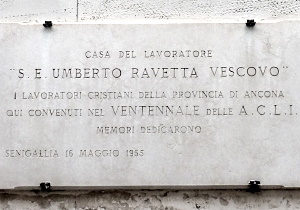 CASA DEL LAVORATORE
"S. E. UMBERTO RAVETTA VESCOVO"
I LAVORATORI CRISTIANI DELLA PROVINCIA DI ANCONA
QUI CONVENUTI NEL VENTENNALE DELLE A.C.L.I.
MEMORI DEDICARONO
SENIGALLIA 16 MAGGIO 1965